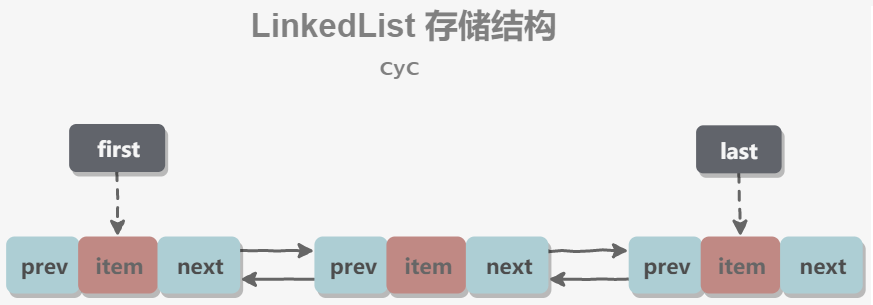 LinkedList 存储结构
CyC
first
last
prev item next prev item next prev item next